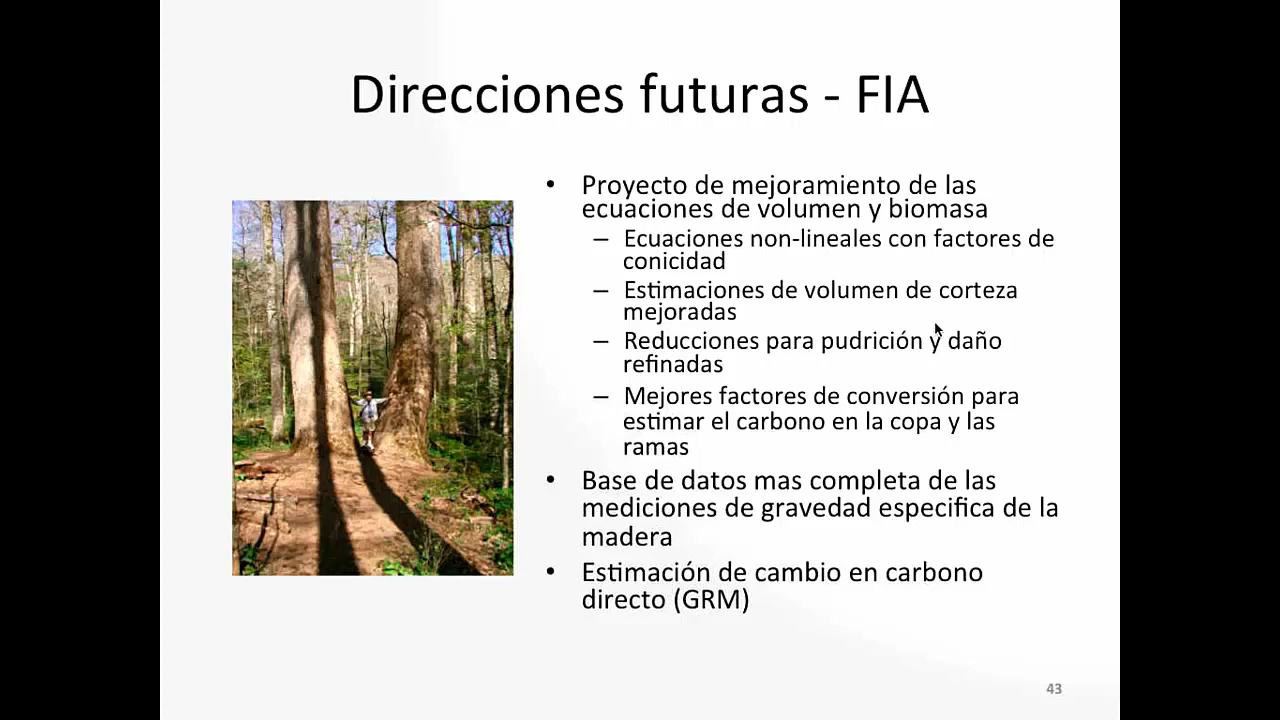 Direcciones futuras - FIA
• Proyecto de mejoramiento de las
ecuaciones de volumen y biomasa
– Ecuaciones non-lineales con factores de
conicidad
– Estimaciones de volumen de corteza
mejoradas
– Reducciones para pudrición y daño
refinadas
– Mejores factores de conversión para
estimar el carbono en la copa y las
ramas
• Base de datos mas completa de las
mediciones de gravedad especifica de la
madera
• Estimación de cambio en carbono
directo (GRM)
43